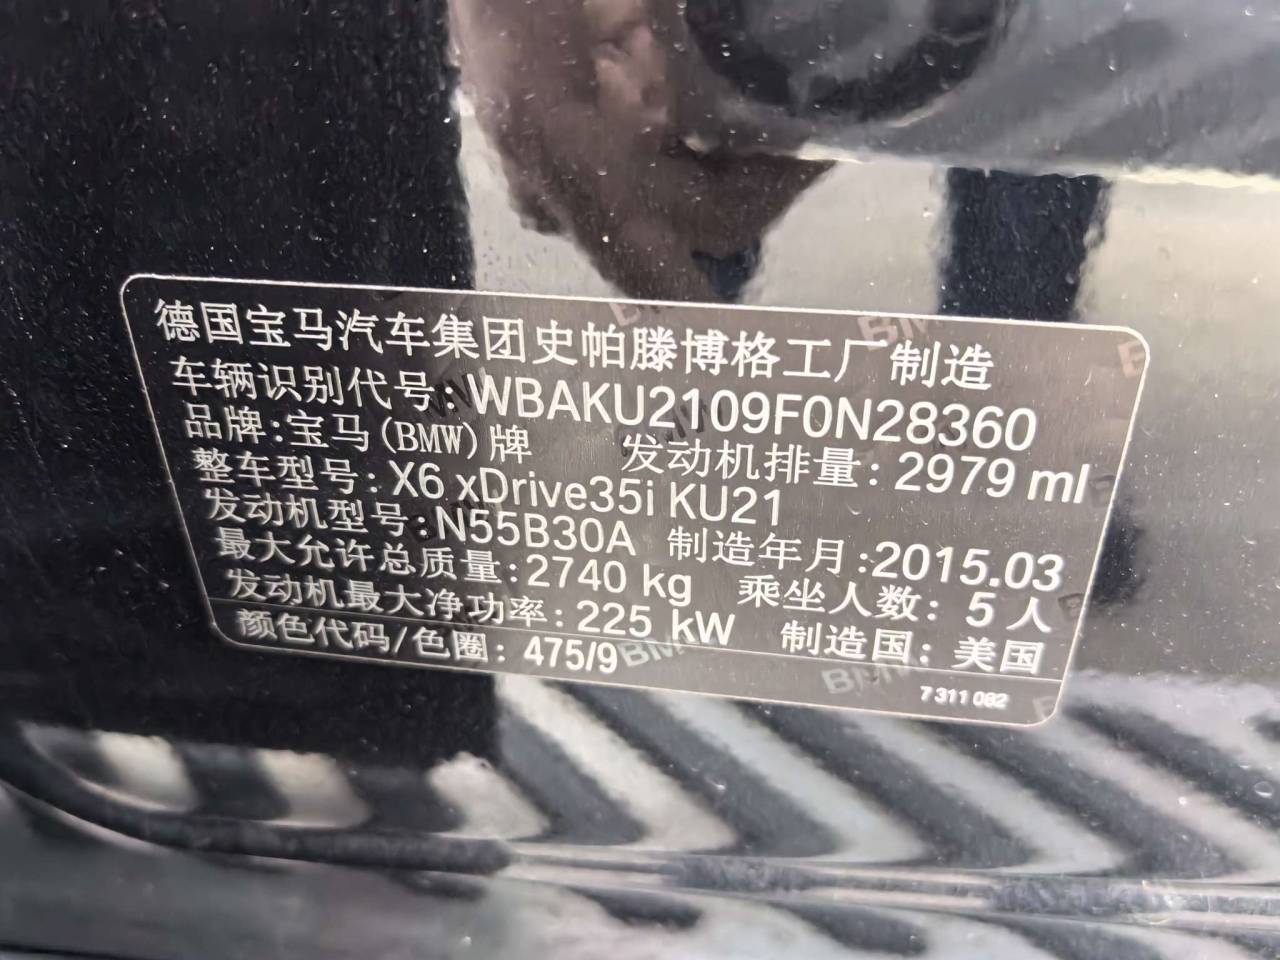 德国宝马汽车集团史帕滕博格工厂制造
车辆识别代号:WBAKU2109F0N28360
品牌:宝马(BMW)牌 发动机排量:2979 ml
整车型号:X6 xDrive35i KU21
发动机型号:N55B30A 制造年月:2015.03
最大允许总质量:2740 kg 乘坐人数:5人
发动机最大净功率:225 kW 制造国:美国
颜色代码/色圈:475/9
7 311 082